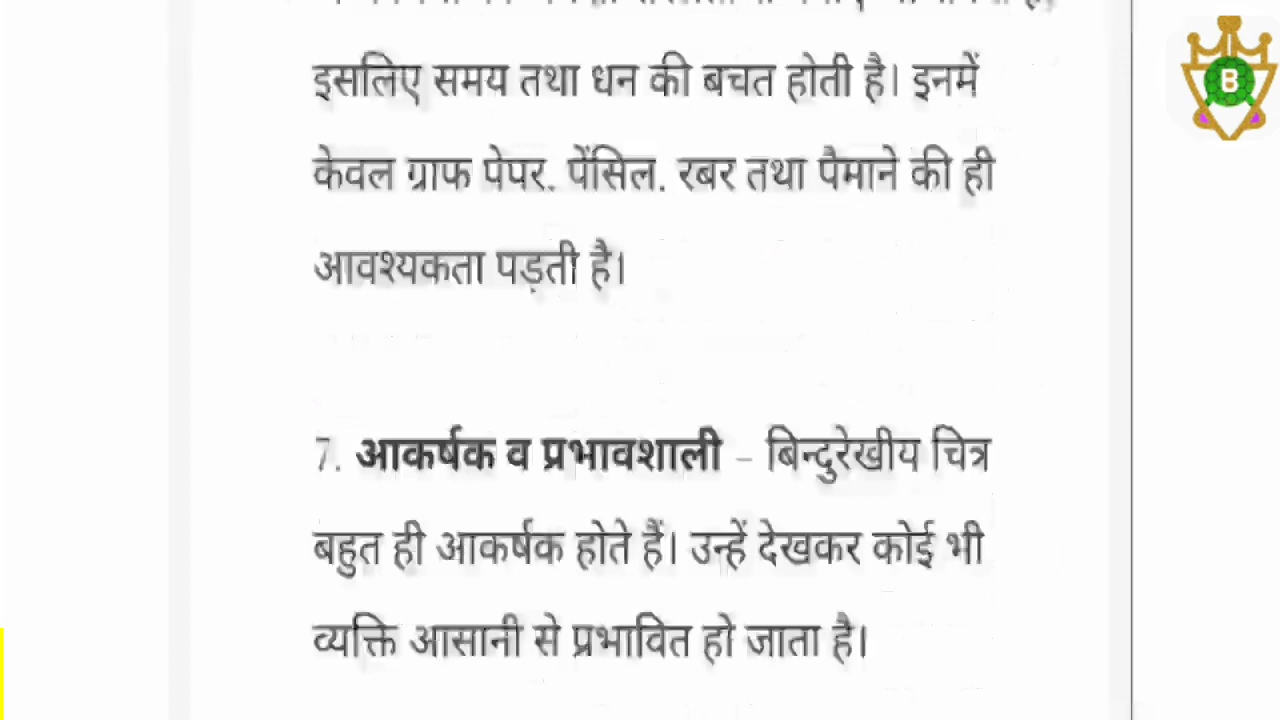 इसलिए समय तथा धन की बचत होती है। इनमें
केवल ग्राफ पेपर. पेंसिल. रबर तथा पैमाने की ही
आवश्यकता पड़ती है।
7. आकर्षक व प्रभावशाली – बिन्दुरेखीय चित्र
बहुत ही आकर्षक होते हैं। उन्हें देखकर कोई भी
व्यक्ति आसानी से प्रभावित हो जाता है।
B